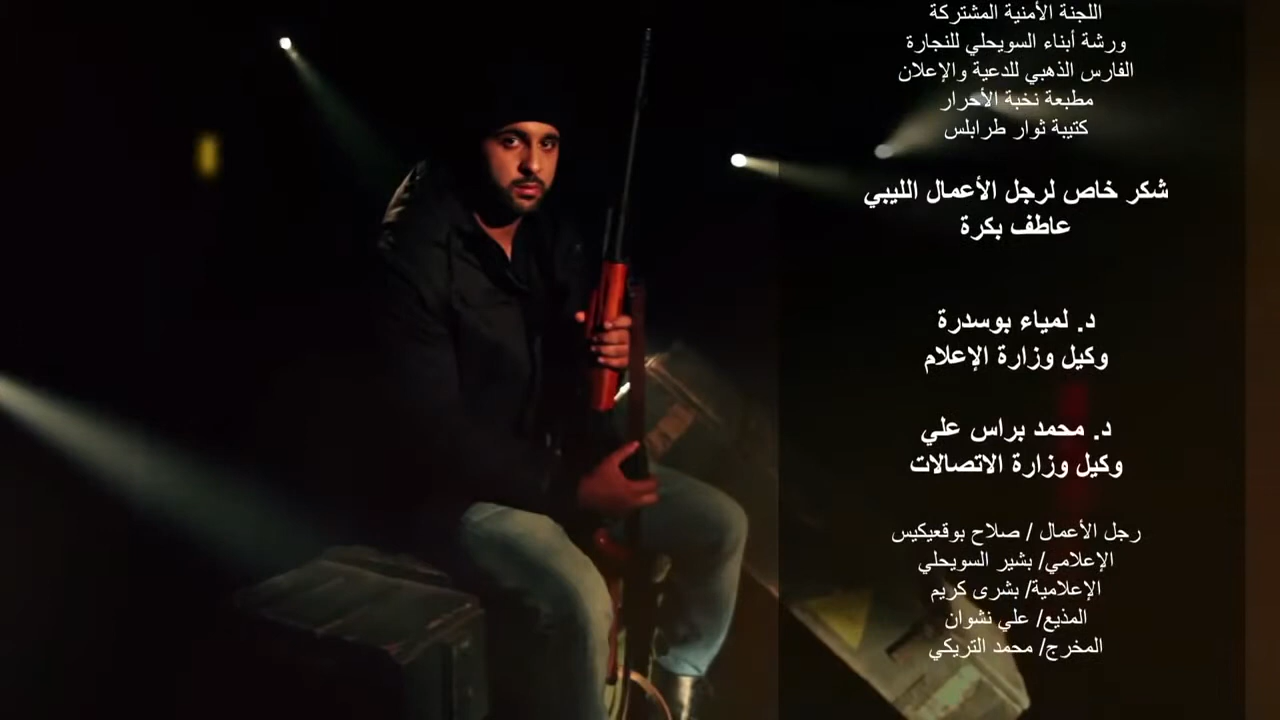 اللجنة الأمنية المشتركة
ورشة أبناء السويحلي للنجارة
الفارس الذهبي للدعية والإعلان
مطبعة نخبة الأحرار
كتيبة ثوار طرابلس
شكر خاص لرجل الأعمال الليبي
عاطف بكرة
د. لمياء بوسدرة
وكيل وزارة الإعلام
د. محمد براس علي
وكيل وزارة الاتصالات
رجل الأعمال / صلاح بوقعيكيس
الإعلامي/ بشير السويحلي
الإعلامية/ بشرى كريم
المذيع/ علي نشوان
المخرج/ محمد التريكي